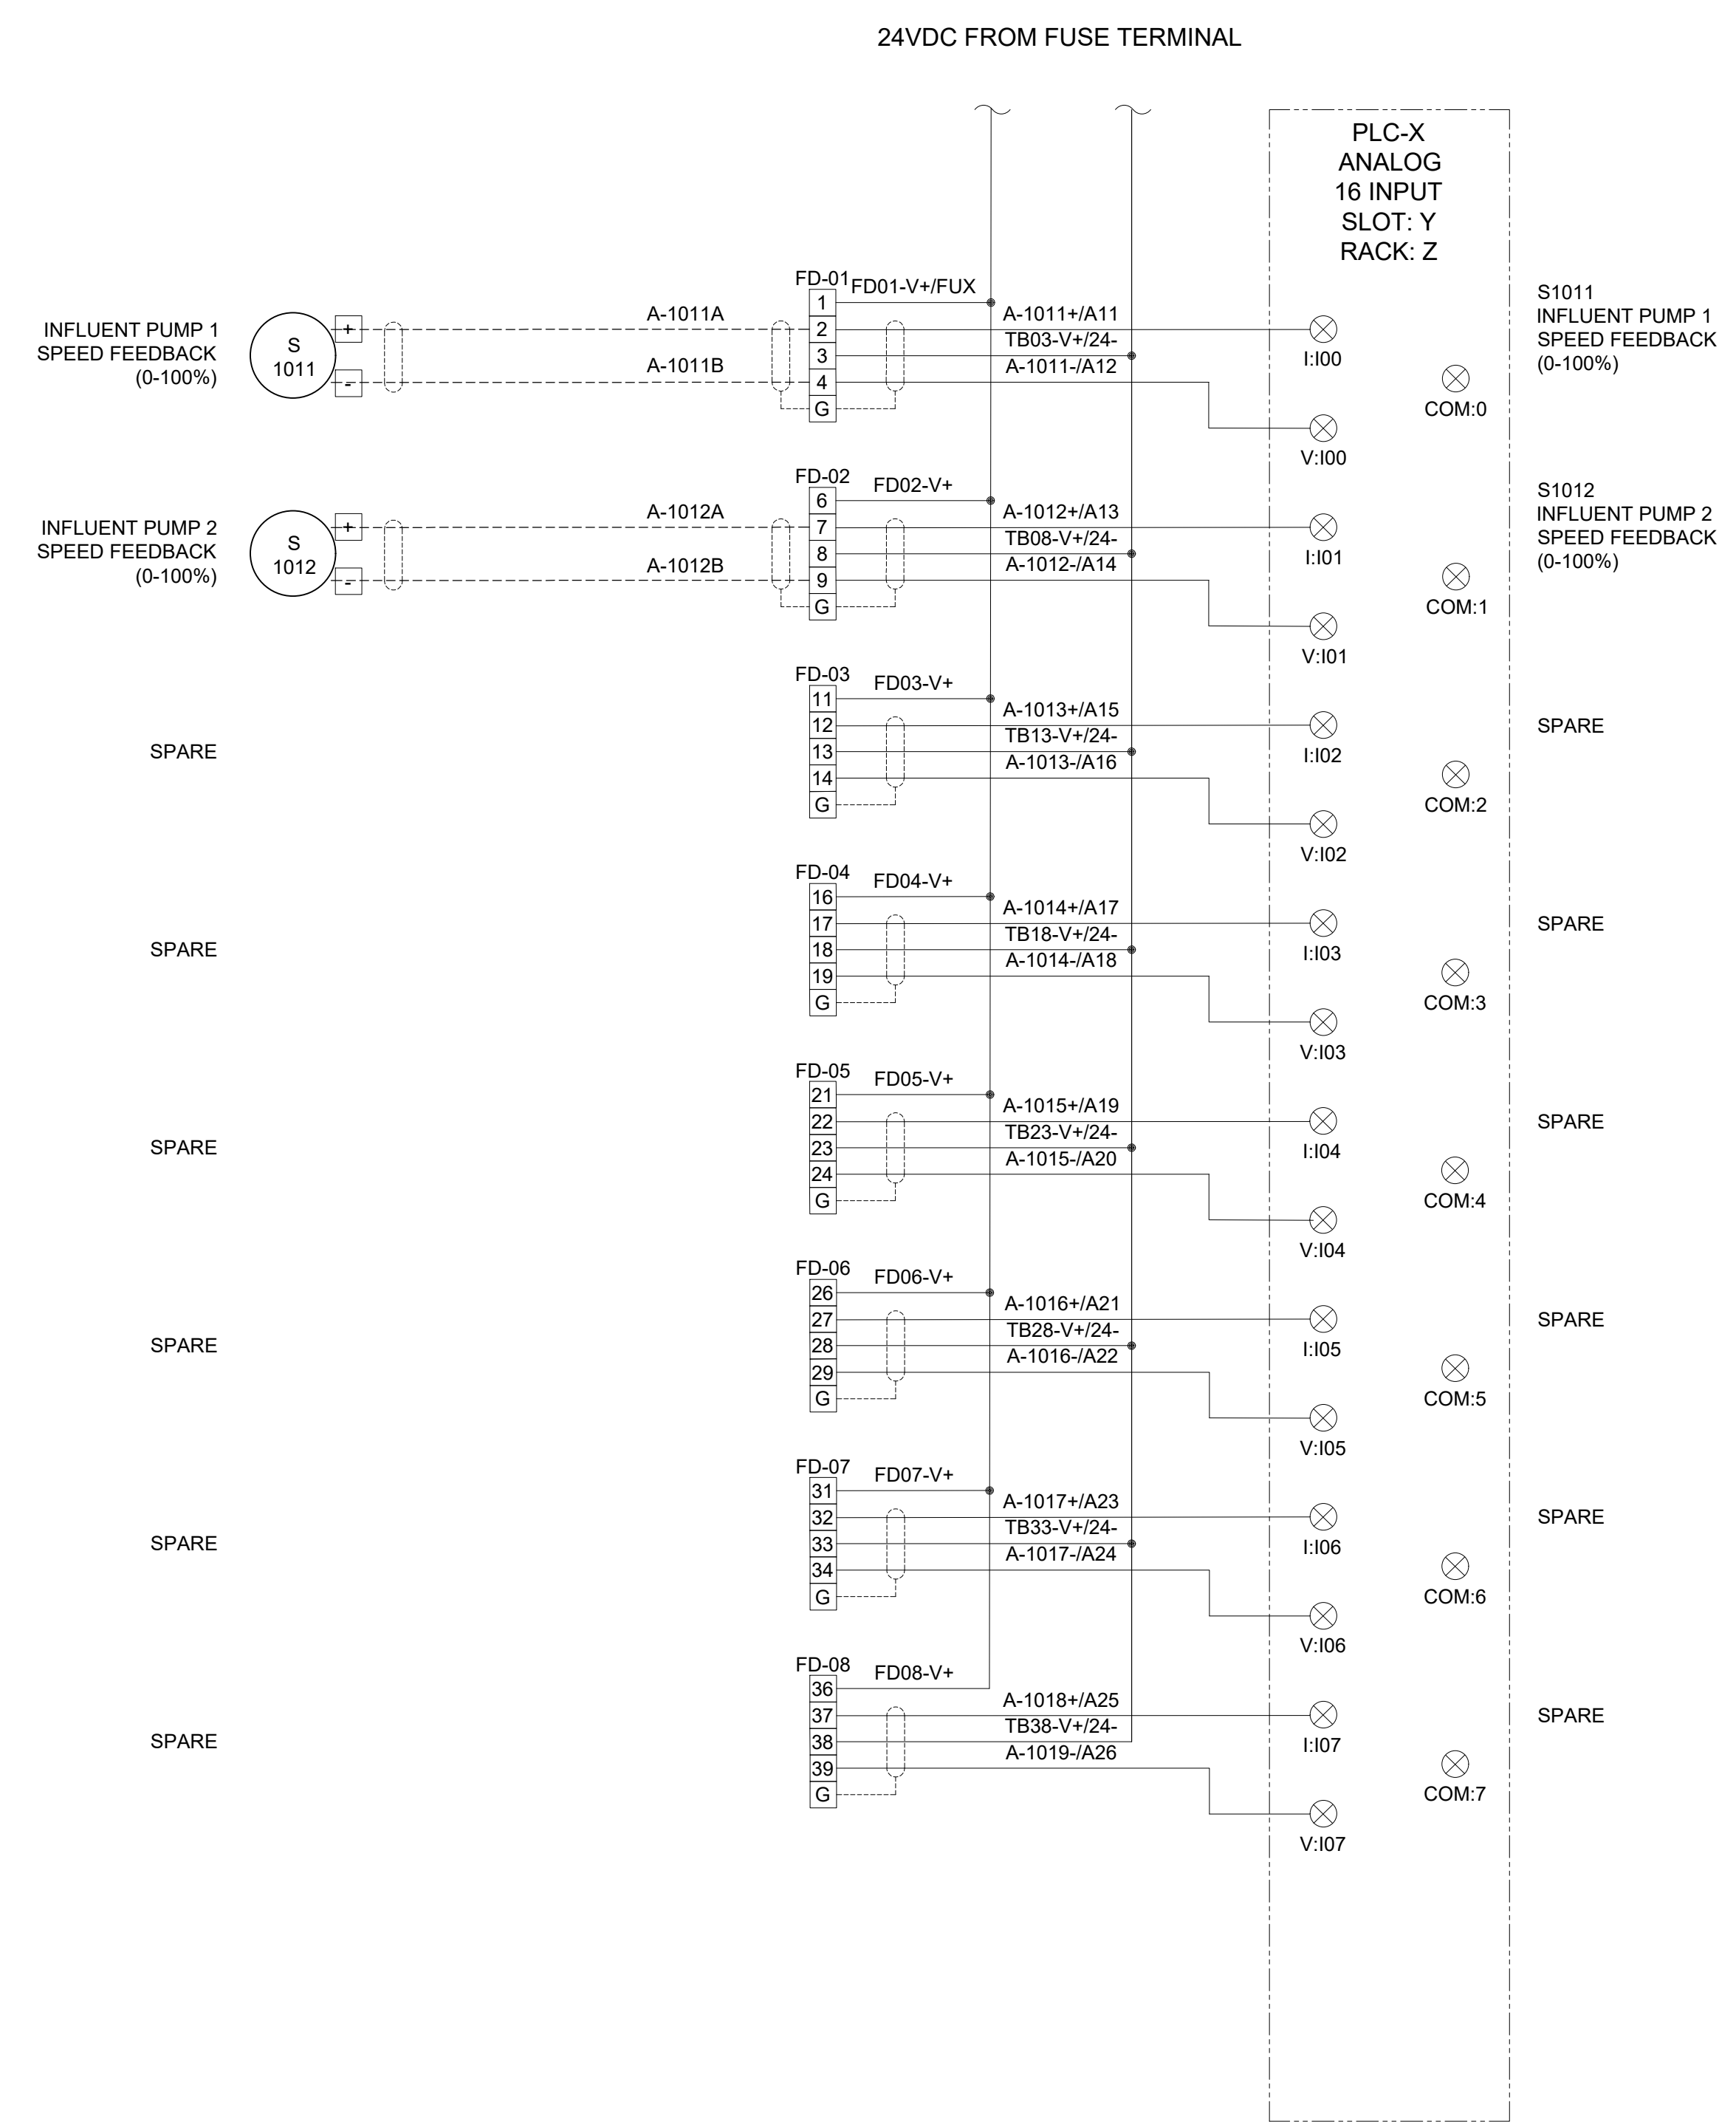 24VDC FROM FUSE TERMINAL
PLC-X
ANALOG
16 INPUT
SLOT: Y
RACK: Z
INFLUENT PUMP 1
SPEED FEEDBACK
(0-100%)
S
1011
+
-
A-1011A
A-1011B
FD-01
1
2
3
4
G
FD01-V+/FUX
A-1011+/A11
TB03-V+/24-
A-1011-/A12
I:I00
COM:0
V:I00
S1011
INFLUENT PUMP 1
SPEED FEEDBACK
(0-100%)
INFLUENT PUMP 2
SPEED FEEDBACK
(0-100%)
S
1012
+
-
A-1012A
A-1012B
FD-02
6
7
8
9
G
FD02-V+
A-1012+/A13
TB08-V+/24-
A-1012-/A14
I:I01
COM:1
V:I01
S1012
INFLUENT PUMP 2
SPEED FEEDBACK
(0-100%)
SPARE
FD-03
11
12
13
14
G
FD03-V+
A-1013+/A15
TB13-V+/24-
A-1013-/A16
I:I02
COM:2
V:I02
SPARE
SPARE
FD-04
16
17
18
19
G
FD04-V+
A-1014+/A17
TB18-V+/24-
A-1014-/A18
I:I03
COM:3
V:I03
SPARE
SPARE
FD-05
21
22
23
24
G
FD05-V+
A-1015+/A19
TB23-V+/24-
A-1015-/A20
I:I04
COM:4
V:I04
SPARE
SPARE
FD-06
26
27
28
29
G
FD06-V+
A-1016+/A21
TB28-V+/24-
A-1016-/A22
I:I05
COM:5
V:I05
SPARE
SPARE
FD-07
31
32
33
34
G
FD07-V+
A-1017+/A23
TB33-V+/24-
A-1017-/A24
I:I06
COM:6
V:I06
SPARE
SPARE
FD-08
36
37
38
39
G
FD08-V+
A-1018+/A25
TB38-V+/24-
A-1019-/A26
I:I07
COM:7
V:I07
SPARE